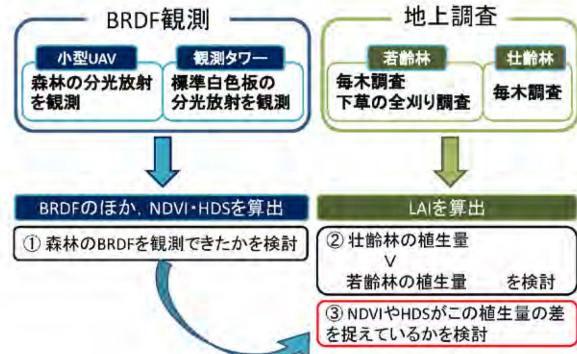 BRDF観測
小型UAV
森林の分光放射
を観測
観測タワー
標準白色板の
分光放射を観測
地上調査
若齢林
毎木調査
下草の全刈り調査
壮齢林
毎木調査
BRDFのほか, NDVI・HDSを算出
① 森林のBRDFを観測できたかを検討
LAIを算出
② 壮齢林の植生量
∨
若齢林の植生量 を検討
③ NDVIやHDSがこの植生量の差
を捉えているかを検討